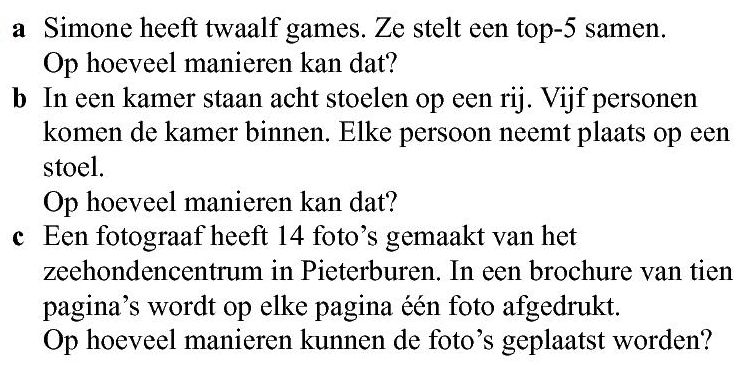 a Simone heeft twaalf games. Ze stelt een top-5 samen.
Op hoeveel manieren kan dat?
b In een kamer staan acht stoelen op een rij. Vijf personen
komen de kamer binnen. Elke persoon neemt plaats op een
stoel.
Op hoeveel manieren kan dat?
c Een fotograaf heeft 14 foto's gemaakt van het
zeehondencentrum in Pieterburen. In een brochure van tien
pagina's wordt op elke pagina één foto afgedrukt.
Op hoeveel manieren kunnen de foto's geplaatst worden?